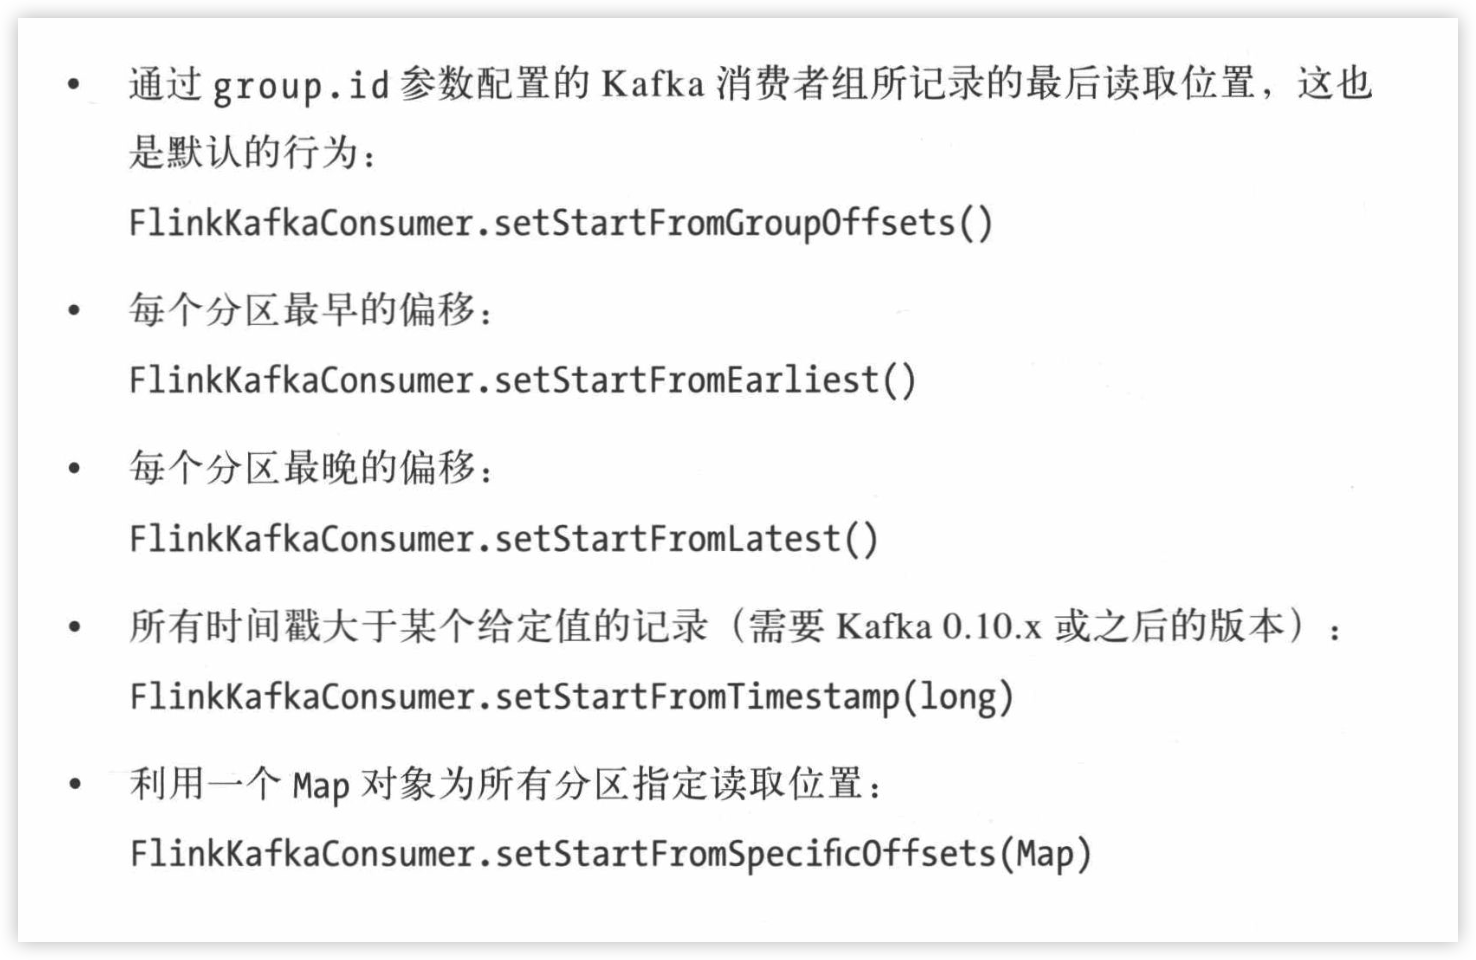 • 通过 group.id 参数配置的 Kafka 消费者组所记录的最后读取位置，这也
是默认的行为：
FlinkKafkaConsumer.setStartFromGroupOffsets()
• 每个分区最早的偏移：
FlinkKafkaConsumer.setStartFromEarliest()
• 每个分区最晚的偏移：
FlinkKafkaConsumer.setStartFromLatest()
• 所有时间戳大于某个给定值的记录（需要 Kafka 0.10.x 或之后的版本）：
FlinkKafkaConsumer.setStartFromTimestamp(long)
• 利用一个 Map 对象为所有分区指定读取位置：
FlinkKafkaConsumer.setStartFromSpecificOffsets(Map)